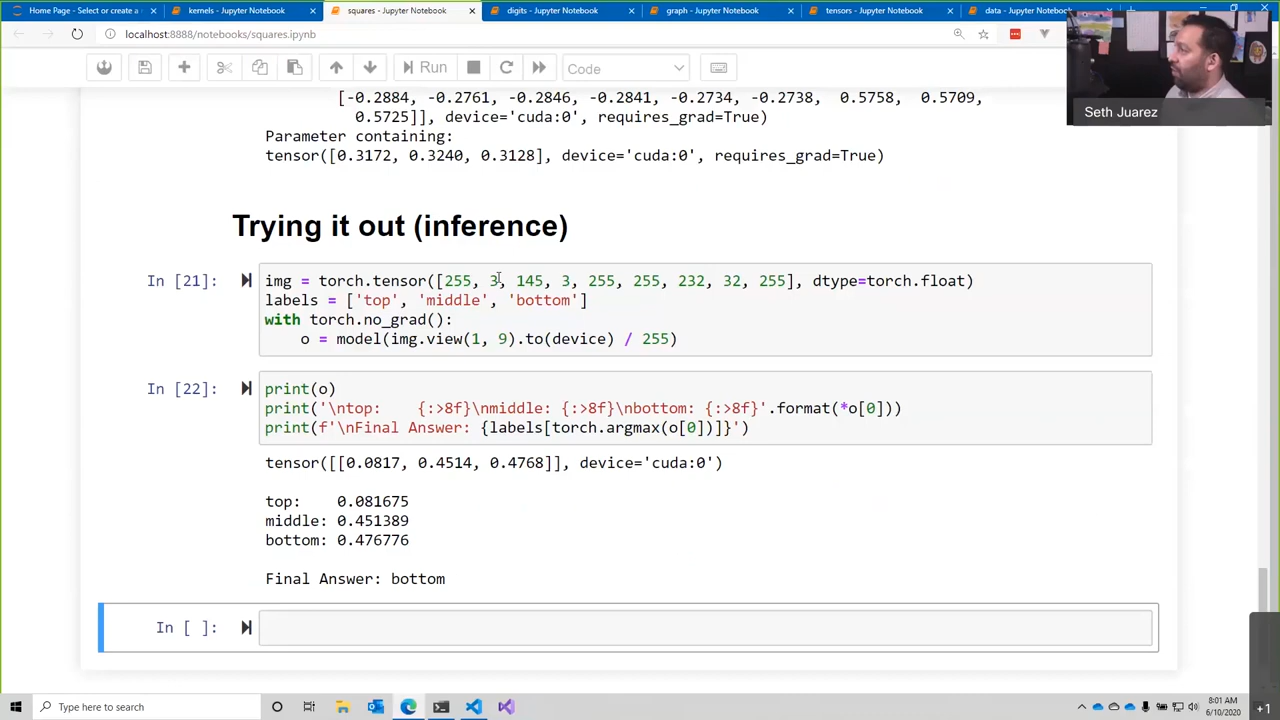 Home Page - Select or create a
kernels - Jupyter Notebook
squares - Jupyter Notebook
digits - Jupyter Notebook
graph - Jupyter Notebook
tensors - Jupyter Notebook
data - Jupyter Notebook
localhost:8888/notebooks/squares.ipynb
Run
Code
Seth Juarez
[-0.2884, -0.2761, -0.2846, -0.2841, -0.2734, -0.2738, 0.5758, 0.5709,
0.5725]], device='cuda:0', requires_grad=True)
Parameter containing:
tensor([0.3172, 0.3240, 0.3128], device='cuda:0', requires_grad=True)
Trying it out (inference)
In [21]:
img = torch.tensor([255, 3, 145, 3, 255, 255, 232, 32, 255], dtype=torch.float)
labels = ['top', 'middle', 'bottom']
with torch.no_grad():
o = model(img.view(1, 9).to(device) / 255)
In [22]:
print(o)
print('\ntop:    {:>8f}\nmiddle: {:>8f}\nbottom: {:>8f}'.format(*o[0]))
print(f'\nFinal Answer: {labels[torch.argmax(o[0])]}')
tensor([[0.0817, 0.4514, 0.4768]], device='cuda:0')
top:    0.081675
middle: 0.451389
bottom: 0.476776
Final Answer: bottom
In [ ]:
Type here to search
8:01 AM
6/10/2020
+1